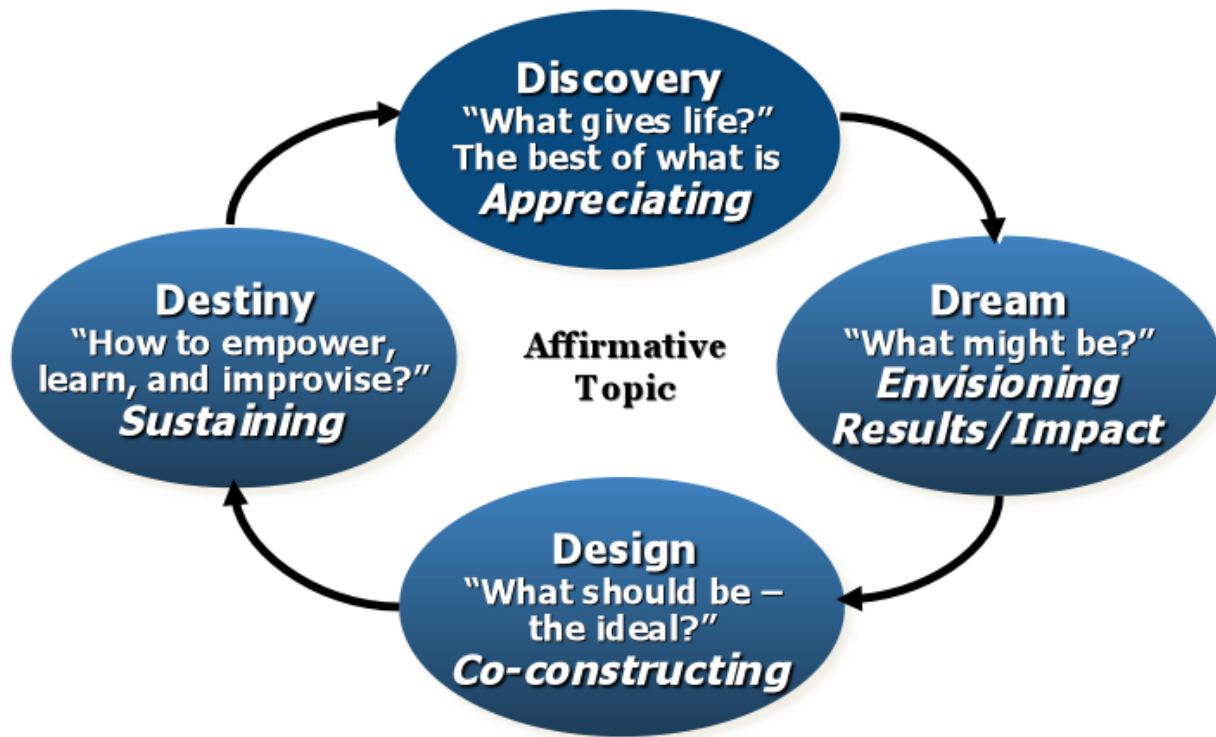 Discovery
“What gives life?”
The best of what is
Appreciating
Dream
“What might be?”
Envisioning
Results/Impact
Design
“What should be –
the ideal?”
Co-constructing
Destiny
“How to empower,
learn, and improvise?”
Sustaining
Affirmative
Topic